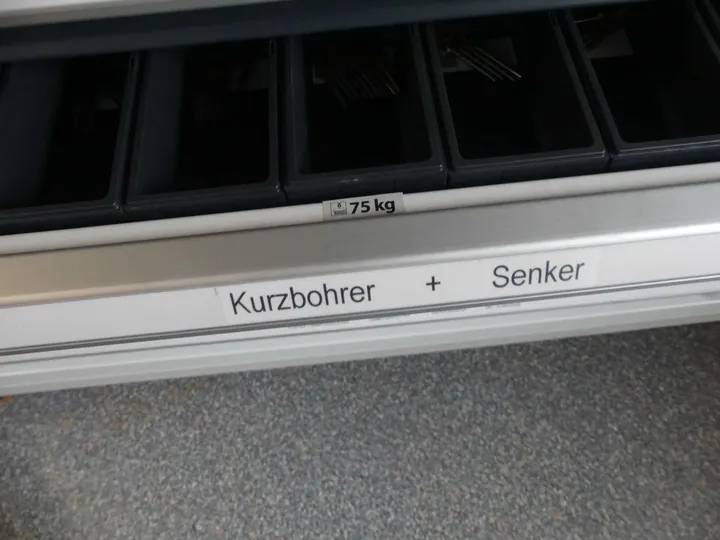 75 kg
Kurzbohrer + Senker